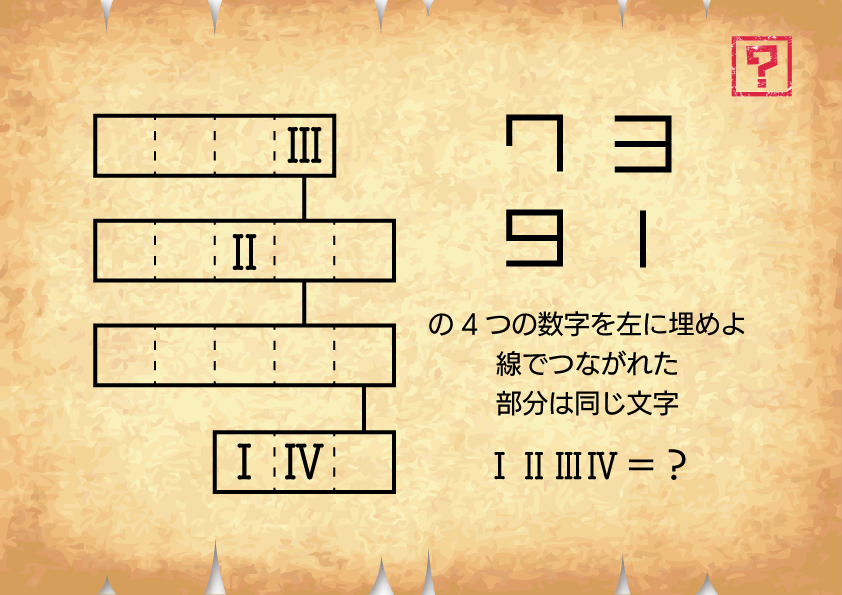 ?
III
II
I IV
7 3
9 1
の4つの数字を左に埋めよ
線でつながれた
部分は同じ文字
I II III IV = ?